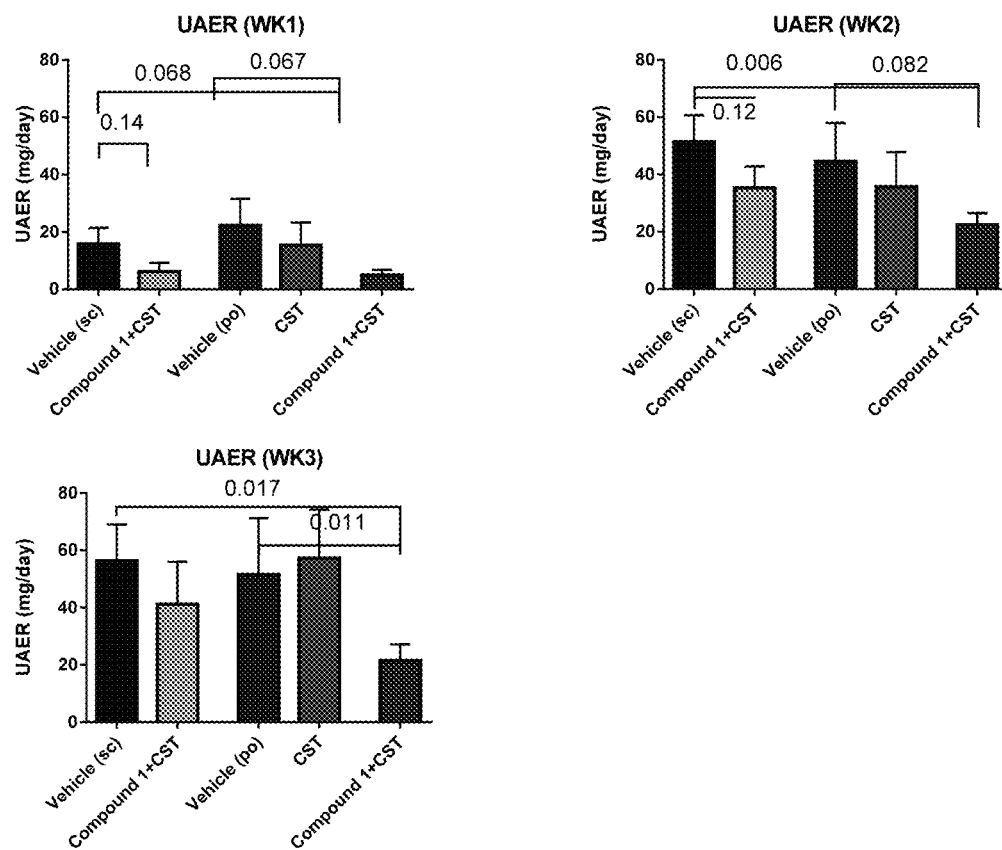 UAER (WK1)
UAER (mg/day)
80
60
40
20
0
0.068
0.067
0.14
Vehicle (sc)
Compound 1+CST
Vehicle (po)
CST
Compound 1+CST
UAER (WK2)
UAER (mg/day)
80
60
40
20
0
0.006
0.082
0.12
Vehicle (sc)
Compound 1+CST
Vehicle (po)
CST
Compound 1+CST
UAER (WK3)
UAER (mg/day)
80
60
40
20
0
0.017
0.011
Vehicle (sc)
Compound 1+CST
Vehicle (po)
CST
Compound 1+CST